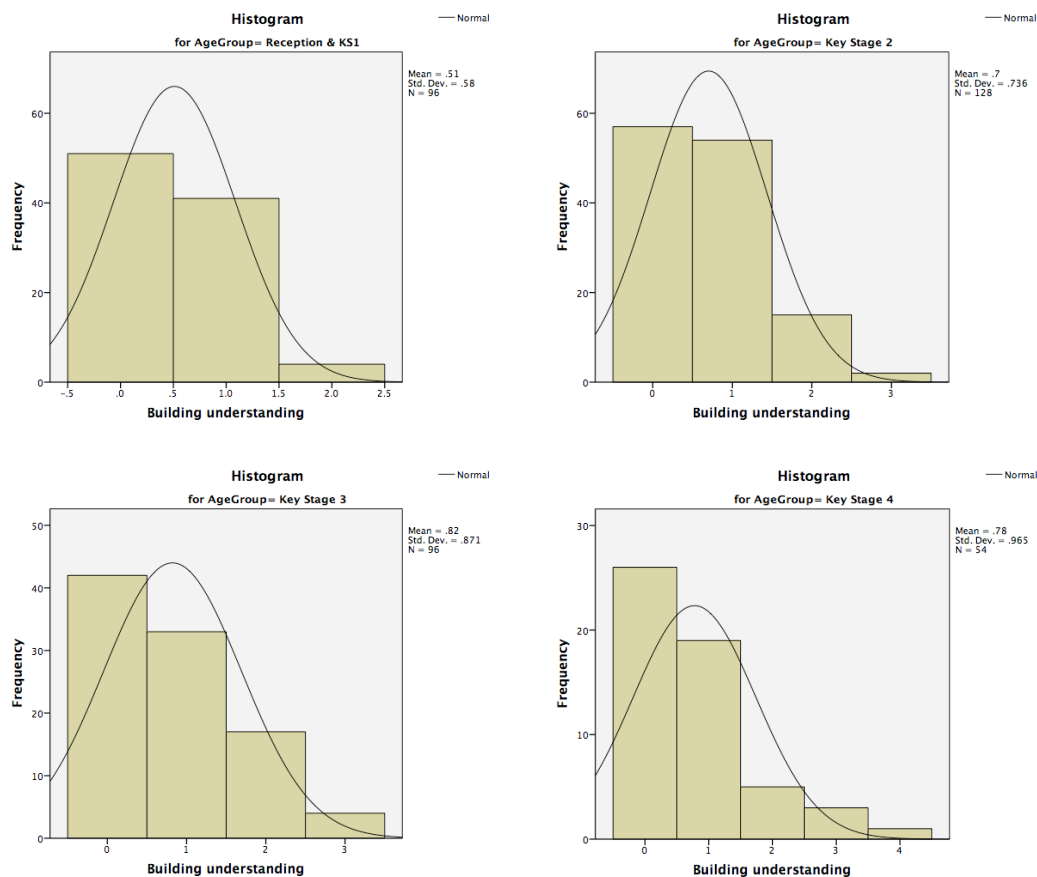 Histogram
Normal
for AgeGroup= Reception & KS1
Mean = .51
Std. Dev. = .58
N = 96
60
40
20
0
Frequency
-.5 .0 .5 1.0 1.5 2.0 2.5
Building understanding
Histogram
Normal
for AgeGroup= Key Stage 2
Mean = .7
Std. Dev. = .736
N = 128
60
40
20
0
Frequency
0 1 2 3
Building understanding
Histogram
Normal
for AgeGroup= Key Stage 3
Mean = .82
Std. Dev. = .871
N = 96
50
40
30
20
10
0
Frequency
0 1 2 3
Building understanding
Histogram
Normal
for AgeGroup= Key Stage 4
Mean = .78
Std. Dev. = .965
N = 54
30
20
10
0
Frequency
0 1 2 3 4
Building understanding